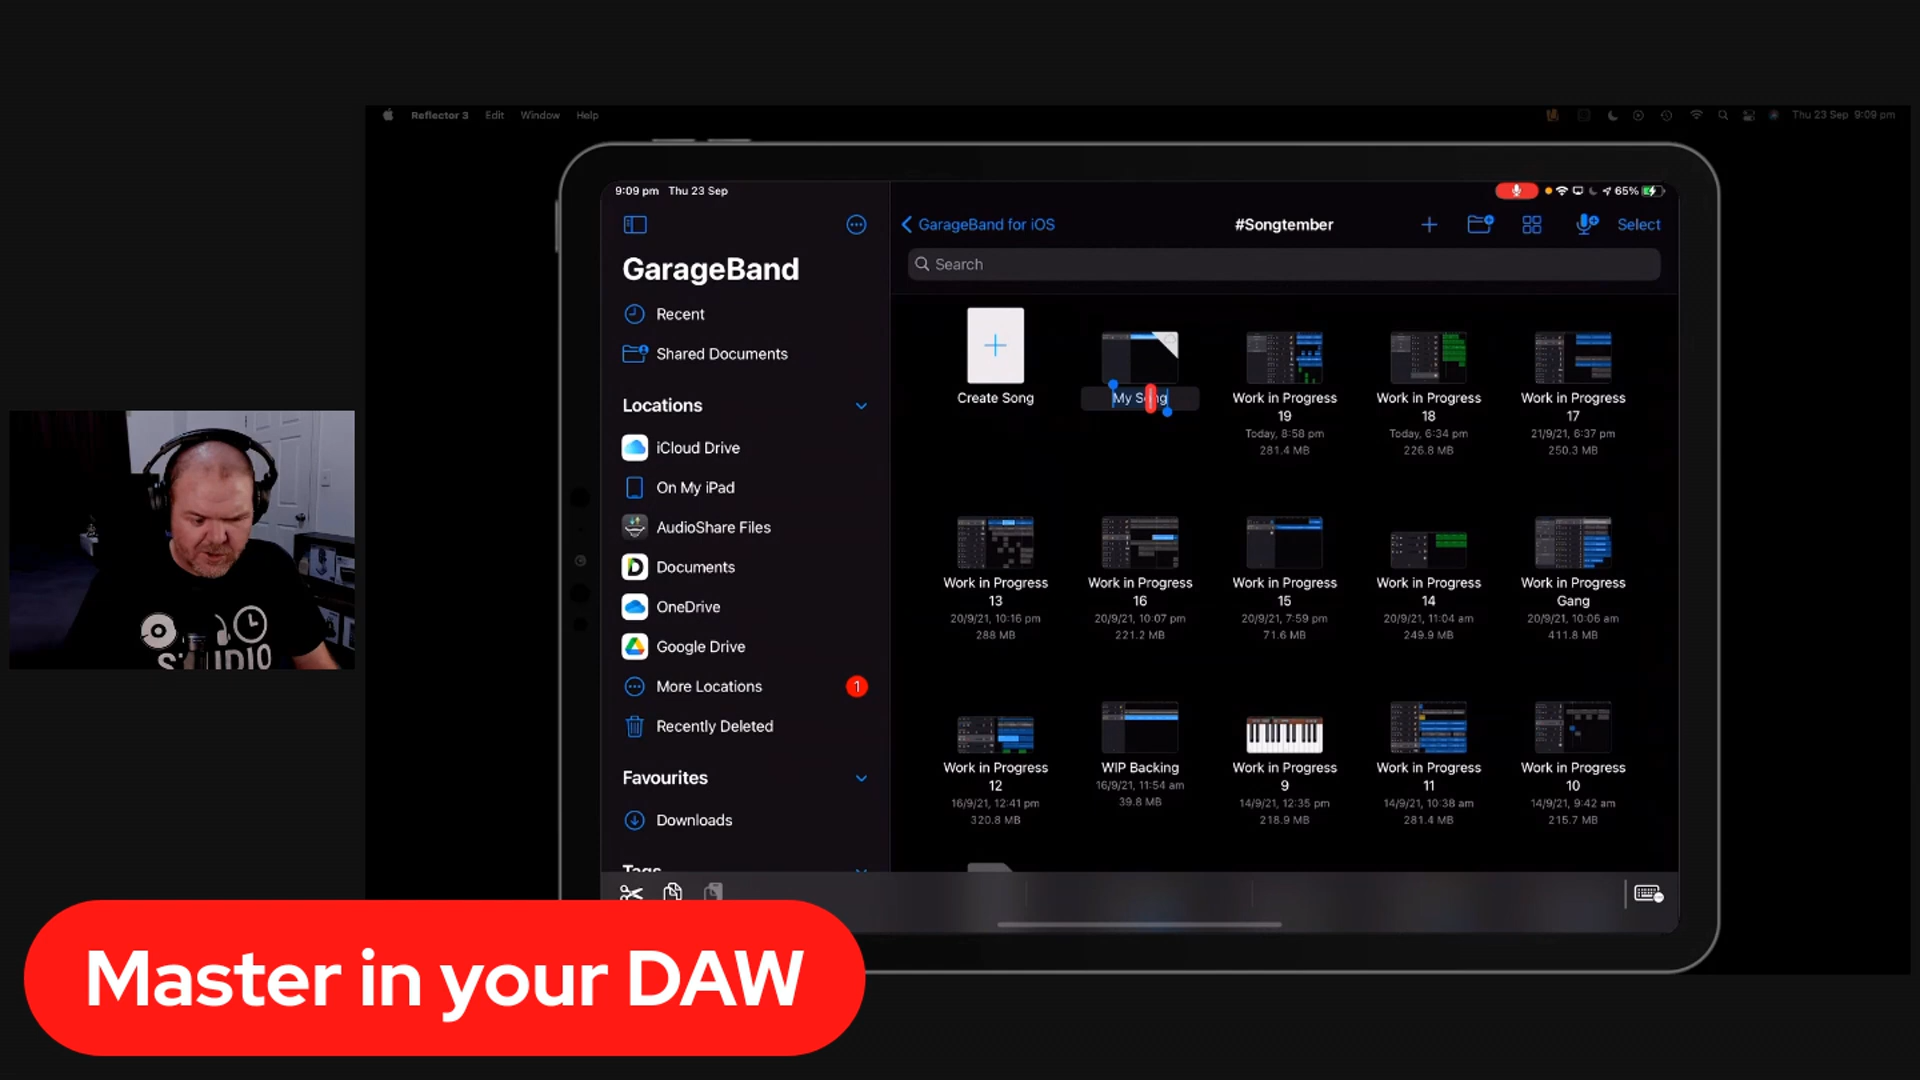 Reflector 3 Edit Window Help
Thu 23 Sep 9:09 pm
9:09 pm Thu 23 Sep
65%
GarageBand for iOS
#Songtember
Select
Search
GarageBand
Recent
Shared Documents
Locations
iCloud Drive
On My iPad
AudioShare Files
Documents
OneDrive
Google Drive
More Locations
1
Recently Deleted
Favourites
Downloads
Tags
Create Song
My Song
Work in Progress
19
Today, 8:58 pm
281.4 MB
Work in Progress
18
Today, 6:34 pm
226.8 MB
Work in Progress
17
21/9/21, 6:37 pm
250.3 MB
Work in Progress
13
20/9/21, 10:16 pm
288 MB
Work in Progress
16
20/9/21, 10:07 pm
221.2 MB
Work in Progress
15
20/9/21, 7:59 pm
71.6 MB
Work in Progress
14
20/9/21, 11:04 am
249.9 MB
Work in Progress
Gang
20/9/21, 10:06 am
411.8 MB
Work in Progress
12
16/9/21, 12:41 pm
320.8 MB
WIP Backing
16/9/21, 11:54 am
39.8 MB
Work in Progress
9
14/9/21, 12:35 pm
218.9 MB
Work in Progress
11
14/9/21, 10:38 am
281.4 MB
Work in Progress
10
14/9/21, 9:42 am
215.7 MB
STUDIO
Master in your DAW